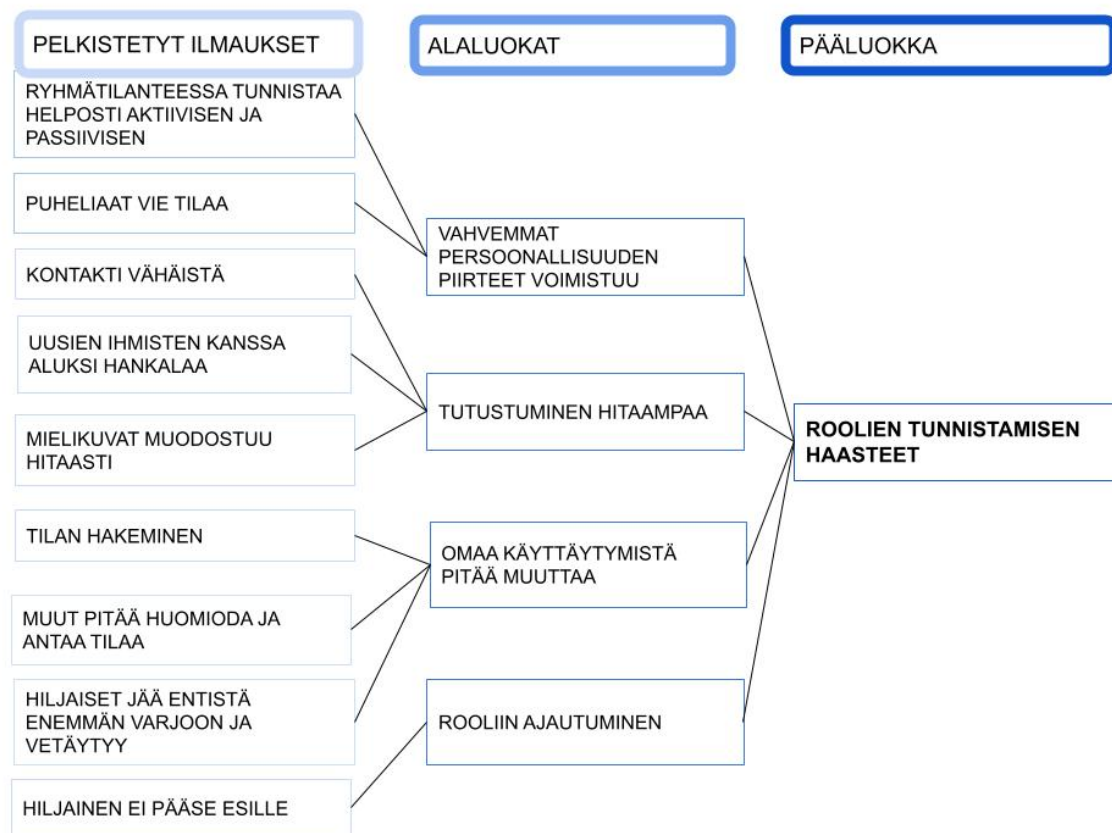 PELKISTETYT ILMAUKSET
ALALUOKAT
PÄÄLUOKKA
RYHMÄTILANTEESSA TUNNISTAA
HELPOSTI AKTIIVISEN JA
PASSIIVISEN
PUHELIAAT VIE TILAA
KONTAKTI VÄHÄISTÄ
UUSIEN IHMISTEN KANSSA
ALUKSI HANKALAA
MIELIKUVAT MUODOSTUU
HITAASTI
TILAN HAKEMINEN
MUUT PITÄÄ HUOMIODA JA
ANTAA TILAA
HILJAISET JÄÄ ENTISTÄ
ENEMMÄN VARJOON JA
VETÄYTYY
HILJAINEN EI PÄÄSE ESILLE
VAHVEMMAT
PERSOONALLISUUDEN
PIIRTEET VOIMISTUU
TUTUSTUMINEN HITAAMPAA
OMAA KÄYTTÄYTYMISTÄ
PITÄÄ MUUTTAA
ROOLIIN AJAUTUMINEN
ROOLIEN TUNNISTAMISEN
HAASTEET